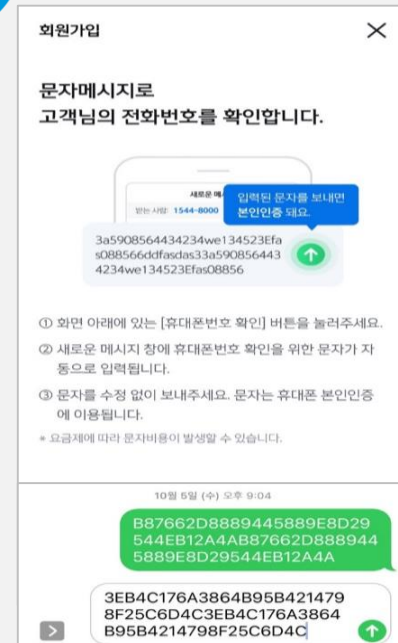 회원가입
문자메시지로
고객님의 전화번호를 확인합니다.
새로운 메
받는 사람: 1544-8000
입력된 문자를 보내면
본인인증 돼요.
3a5908564434234we134523Efa
s088566ddfasdas33a590856443
4234we134523Efas08856
① 화면 아래에 있는 [휴대폰번호 확인] 버튼을 눌러주세요.
② 새로운 메시지 창에 휴대폰번호 확인을 위한 문자가 자
동으로 입력됩니다.
③ 문자를 수정 없이 보내주세요. 문자는 휴대폰 본인인증
에 이용됩니다.
* 요금제에 따라 문자비용이 발생할 수 있습니다.
10월 5일 (수) 오후 9:04
B87662D8889445889E8D29
544EB12A4AB87662D888944
5889E8D29544EB12A4A
3EB4C176A3864B95B421479
8F25C6D4C3EB4C176A3864
B95B4214798F25C6D4C